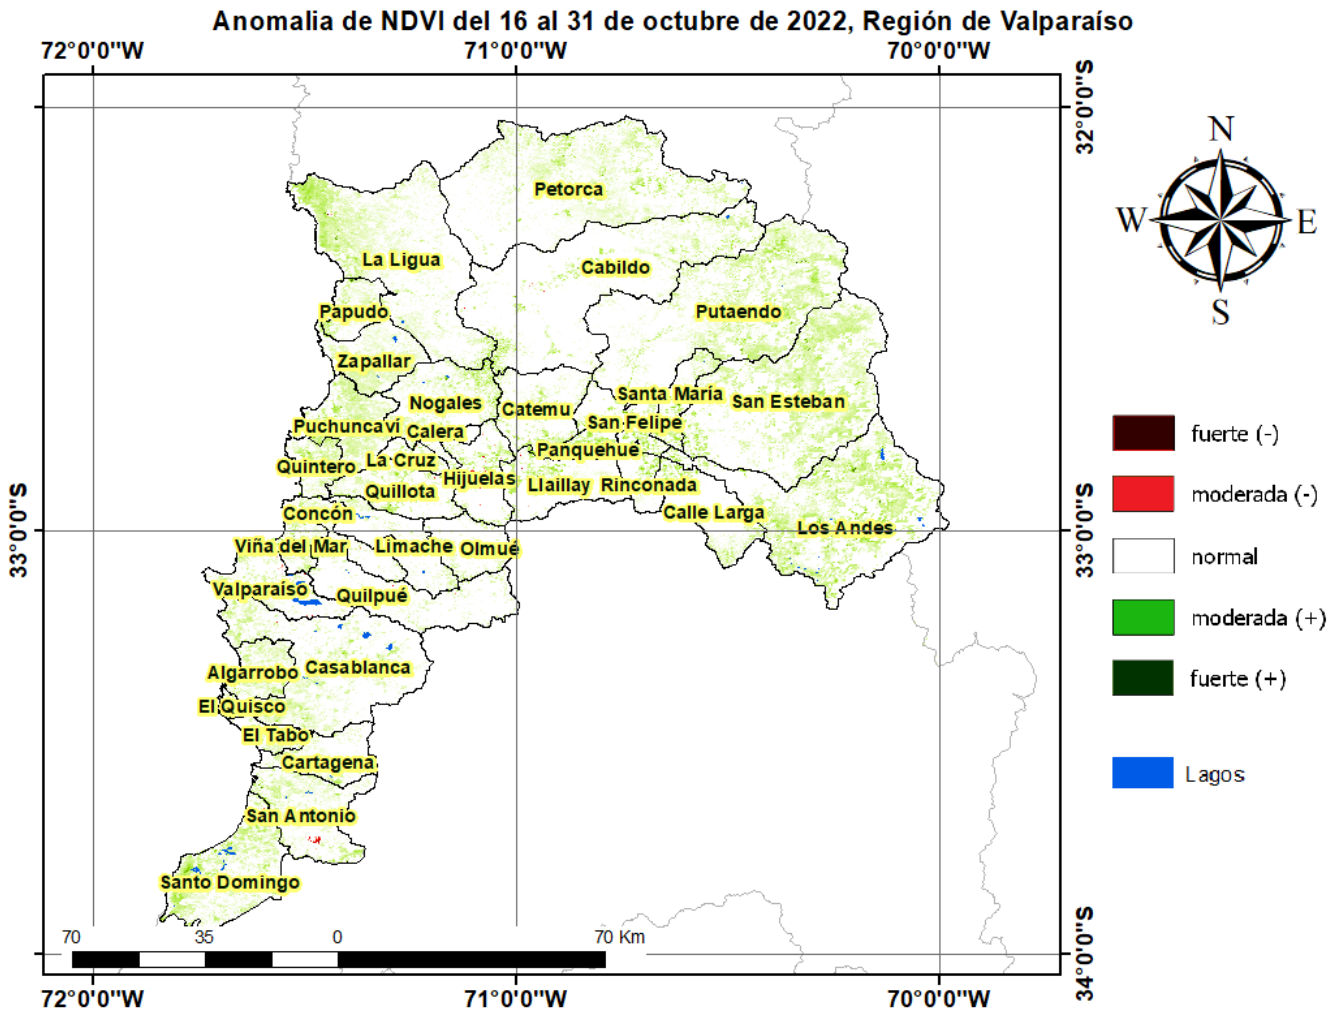 Anomalia de NDVI del 16 al 31 de octubre de 2022, Región de Valparaíso
72°0'0"W 71°0'0"W 70°0'0"W
32°0'0"S
N
W E
S
Petorca
La Ligua
Cabildo
Papudo
Putaendo
Zapallar
Santa María
Nogales
Catemu
San Esteban
Puchuncaví
Calera
San Felipe
Panquehue
Quintero
La Cruz
Hijuelas
Quillota
Llaillay
Rinconada
Concón
Calle Larga
Los Andes
33°0'0"S
33°0'0"S
Viña del Mar
Limache
Olmué
Valparaíso
Quilpué
Algarrobo
Casablanca
El Quisco
El Tabo
Cartagena
San Antonio
Santo Domingo
fuerte (-)
moderada (-)
normal
moderada (+)
fuerte (+)
Lagos
70 35 0 70 Km
34°0'0"S
72°0'0"W 71°0'0"W 70°0'0"W